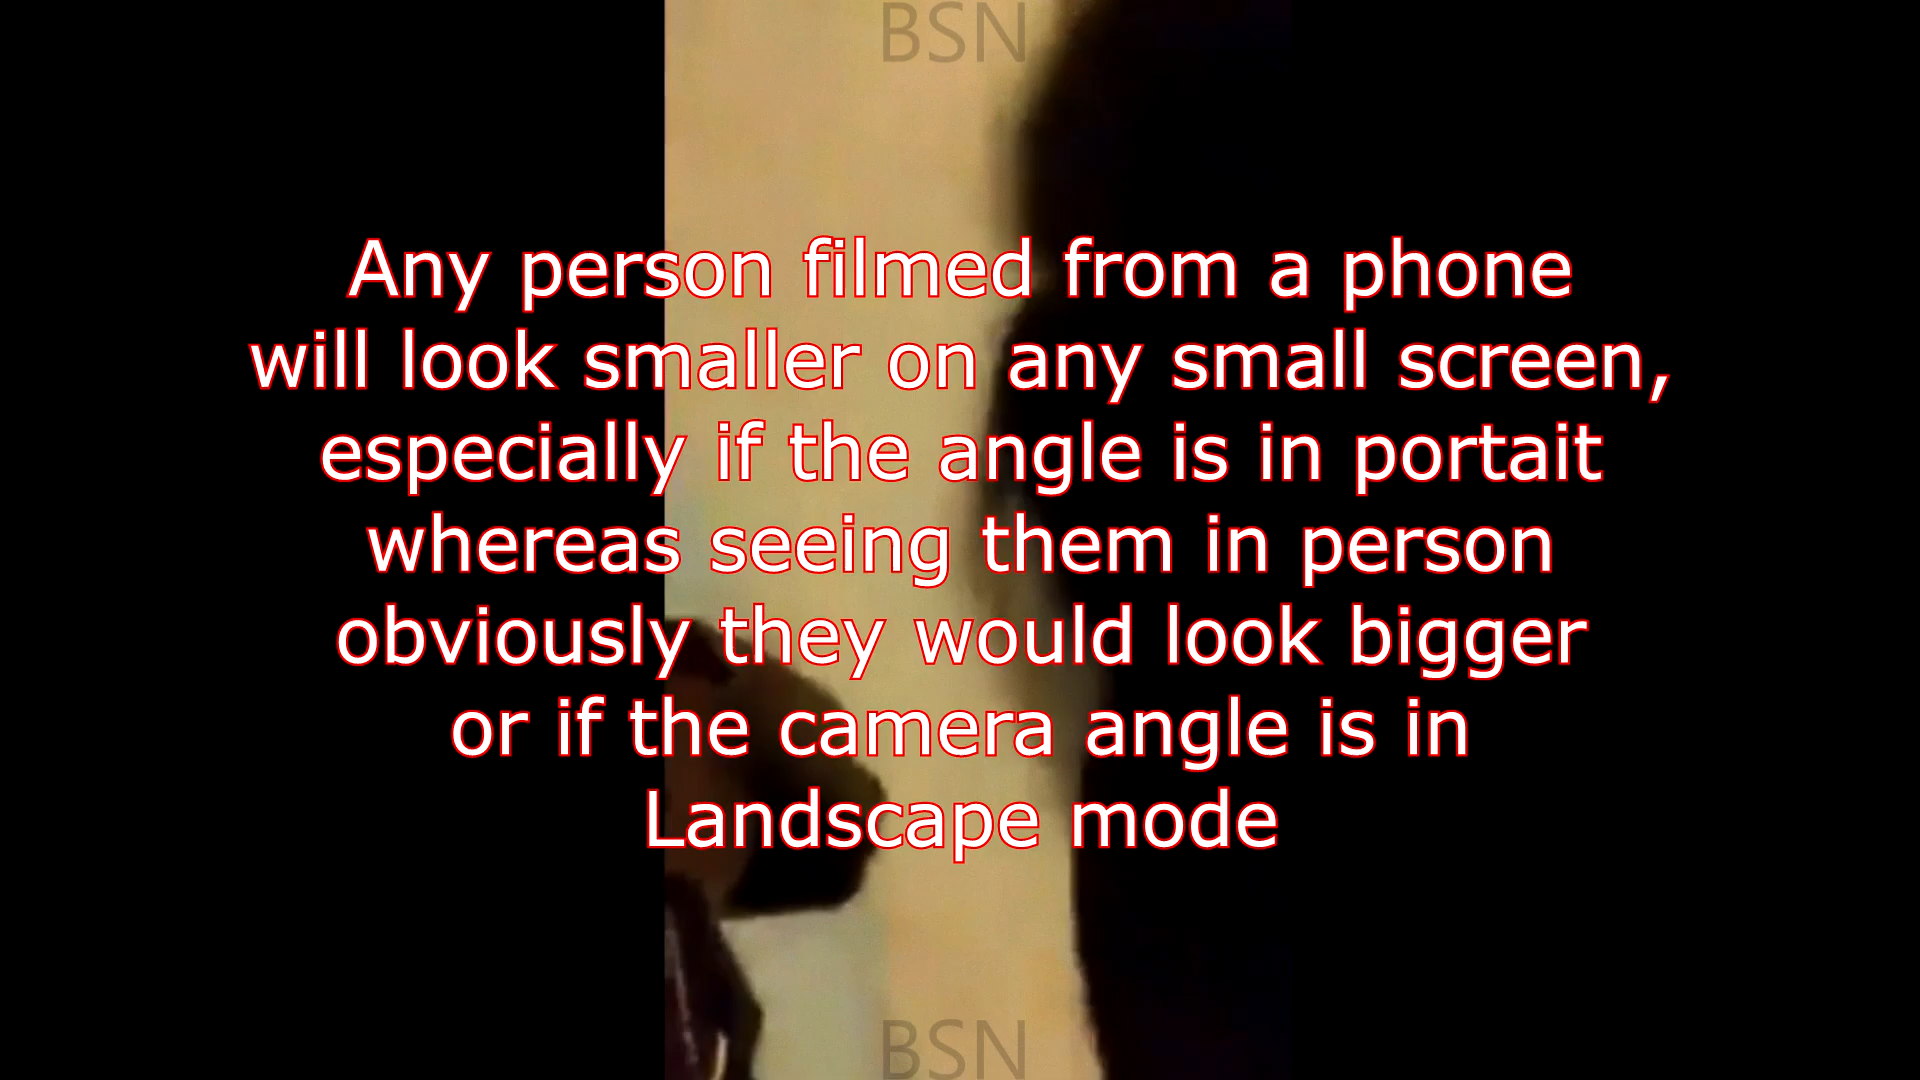 BSN
Any person filmed from a phone
will look smaller on any small screen,
especially if the angle is in portait
whereas seeing them in person
obviously they would look bigger
or if the camera angle is in
Landscape mode
BSN